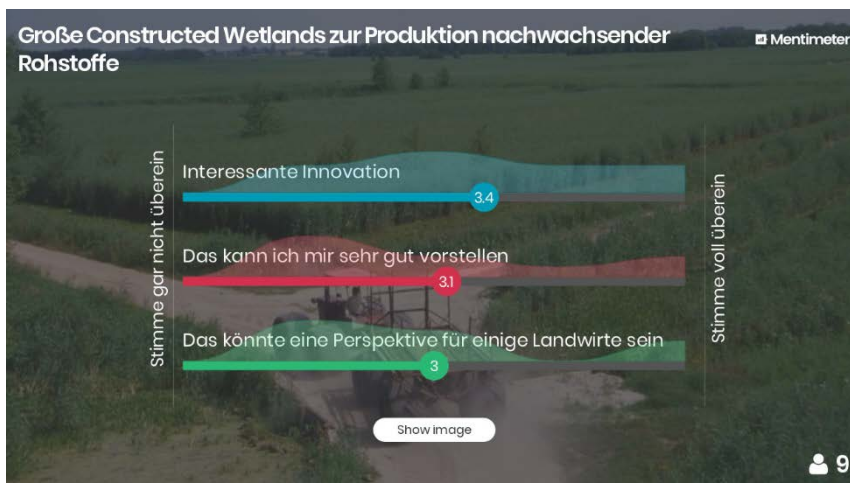 Große Constructed Wetlands zur Produktion nachwachsender
Rohstoffe
Mentimeter
Stimme gar nicht überein
Interessante Innovation
3.4
Das kann ich mir sehr gut vorstellen
3.1
Das könnte eine Perspektive für einige Landwirte sein
3
Stimme voll überein
Show image
9